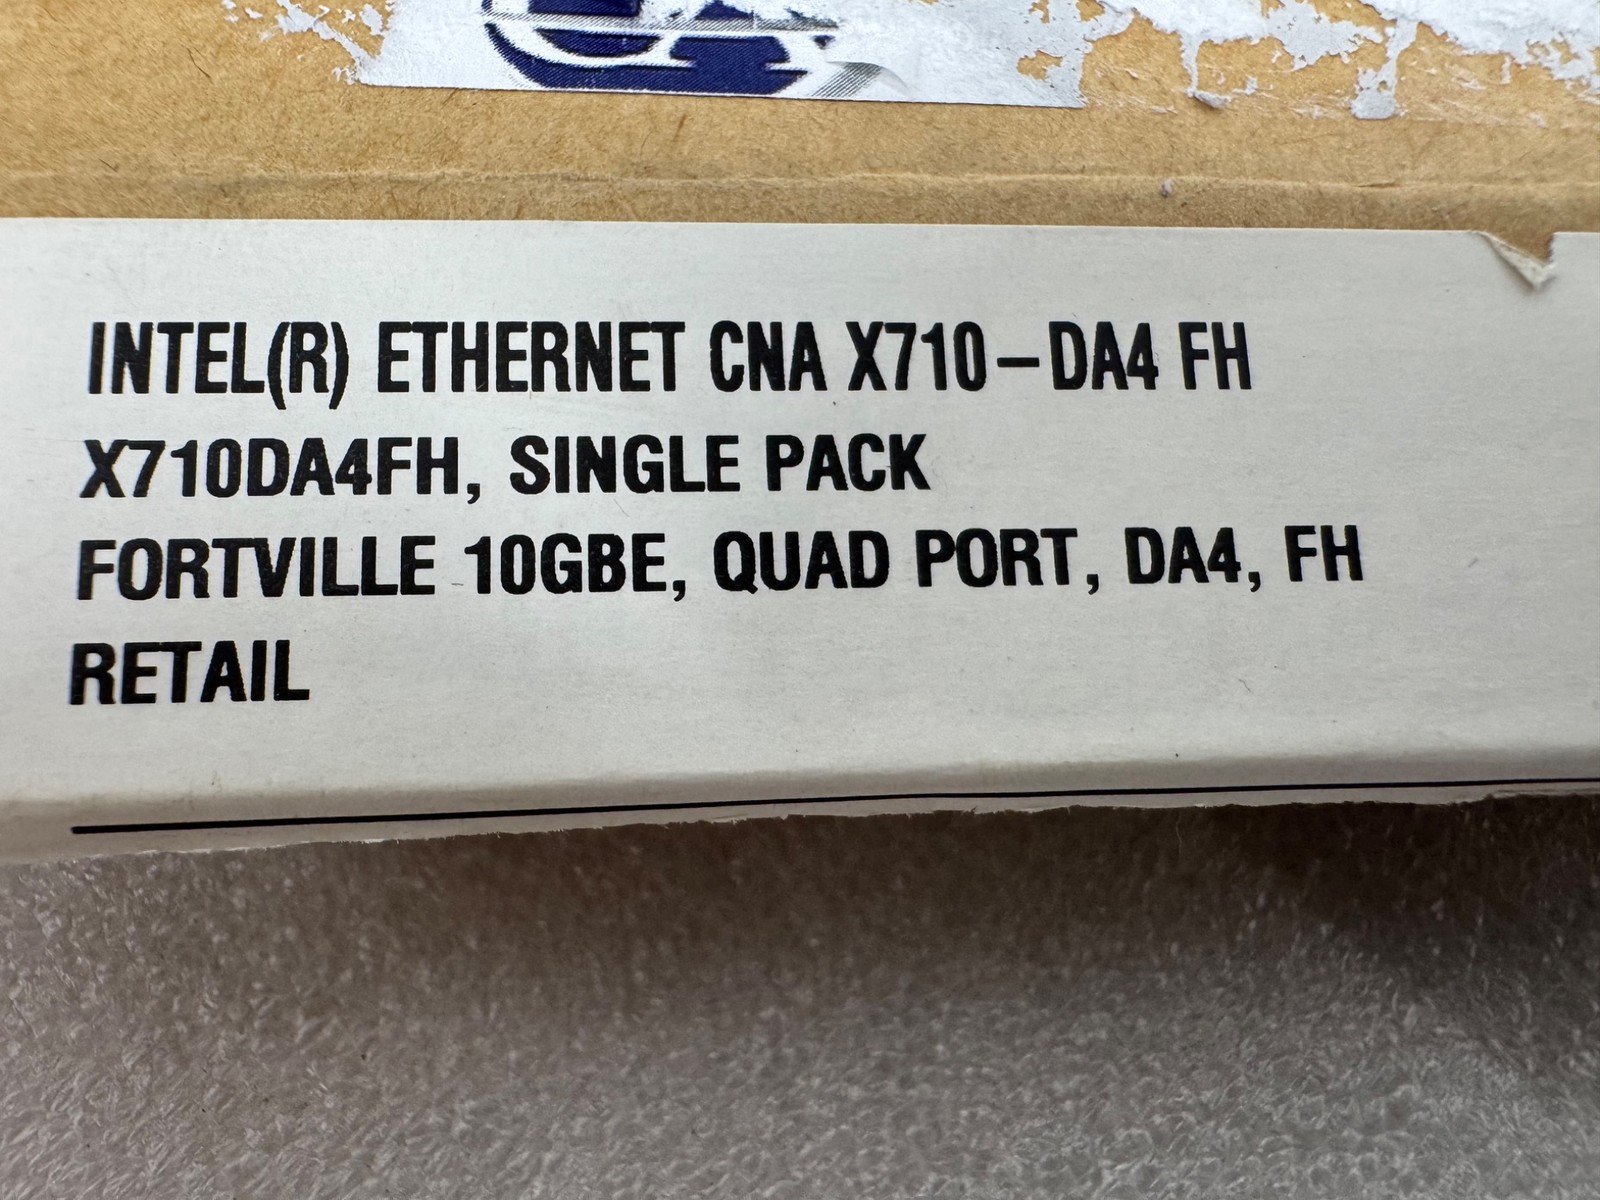 INTEL(R) ETHERNET CNA X710-DA4 FH
X710DA4FH, SINGLE PACK
FORTVILLE 10GBE, QUAD PORT, DA4, FH
RETAIL